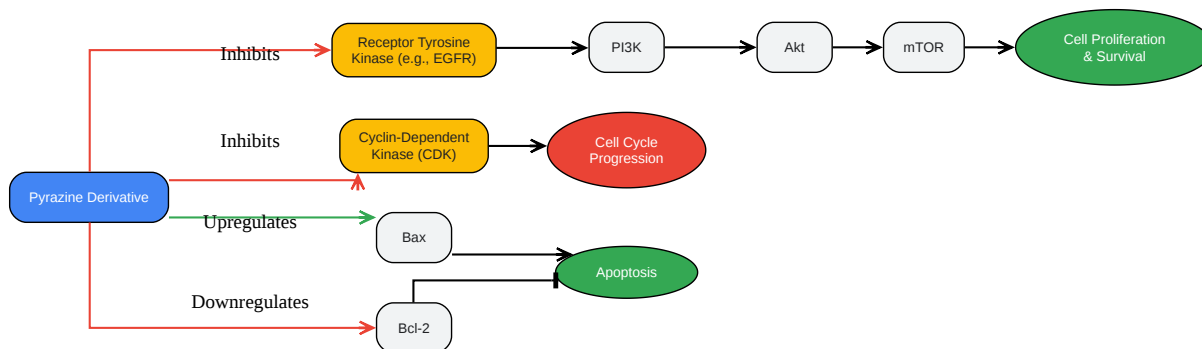 Inhibits
Receptor Tyrosine
Kinase (e.g., EGFR)
PI3K
Akt
mTOR
Cell Proliferation
& Survival
Inhibits
Cyclin-Dependent
Kinase (CDK)
Cell Cycle
Progression
Pyrazine Derivative
Upregulates
Bax
Apoptosis
Downregulates
Bcl-2